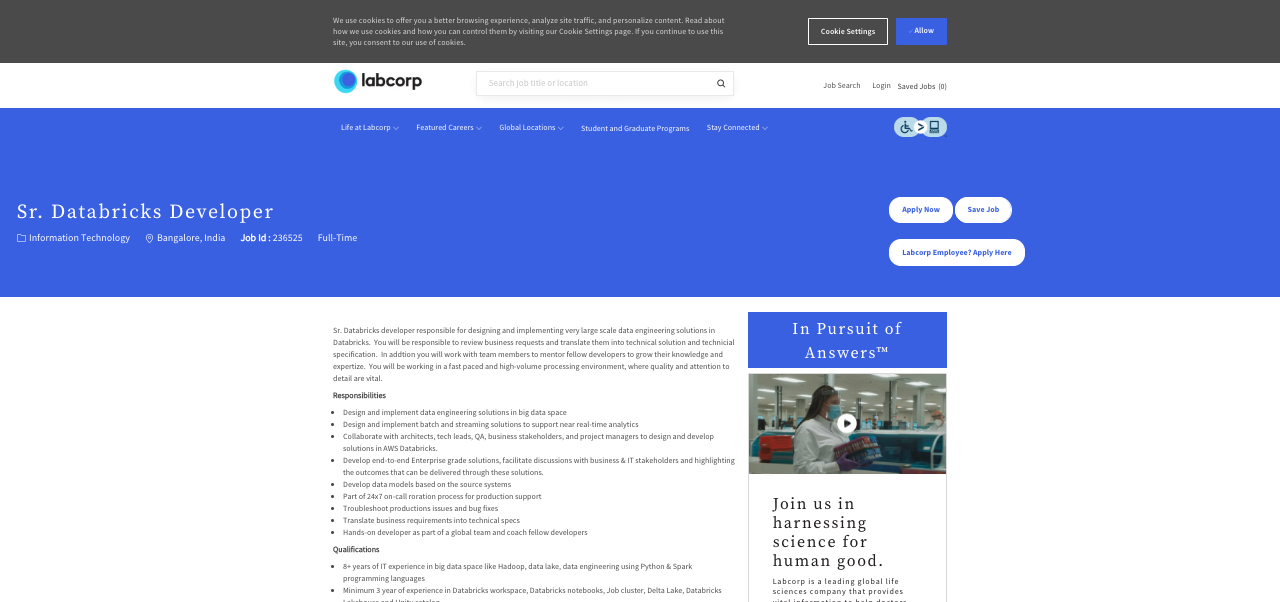 We use cookies to offer you a better browsing experience, analyze site traffic, and personalize content. Read about
how we use cookies and how you can control them by visiting our Cookie Settings page. If you continue to use this
site, you consent to our use of cookies.
Cookie Settings
Allow
labcorp
Search job title or location
Job Search
Login
Saved Jobs (0)
Life at Labcorp
Featured Careers
Global Locations
Student and Graduate Programs
Stay Connected
Sr. Databricks Developer
Information Technology
Bangalore, India
Job Id : 236525
Full-Time
Apply Now
Save Job
Labcorp Employee? Apply Here
Sr. Databricks developer responsible for designing and implementing very large scale data engineering solutions in
Databricks. You will be responsible to review business requests and translate them into technical solution and technicial
specification. In addtion you will work with team members to mentor fellow developers to grow their knowledge and
expertize. You will be working in a fast paced and high-volume processing environment, where quality and attention to
detail are vital.
Responsibilities
Design and implement data engineering solutions in big data space
Design and implement batch and streaming solutions to support near real-time analytics
Collaborate with architects, tech leads, QA, business stakeholders, and project managers to design and develop
solutions in AWS Databricks.
Develop end-to-end Enterprise grade solutions, facilitate discussions with business & IT stakeholders and highlighting
the outcomes that can be delivered through these solutions.
Develop data models based on the source systems
Part of 24x7 on-call roration process for production support
Troubleshoot productions issues and bug fixes
Translate business requirements into technical specs
Hands-on developer as part of a global team and coach fellow developers
Qualifications
8+ years of IT experience in big data space like Hadoop, data lake, data engineering using Python & Spark
programming languages
Minimum 3 year of experience in Databricks workspace, Databricks notebooks, Job cluster, Delta Lake, Databricks
Lakehouse and Unity catalog
In Pursuit of
Answers™
Join us in
harnessing
science for
human good.
Labcorp is a leading global life
sciences company that provides
vital information to help doctors